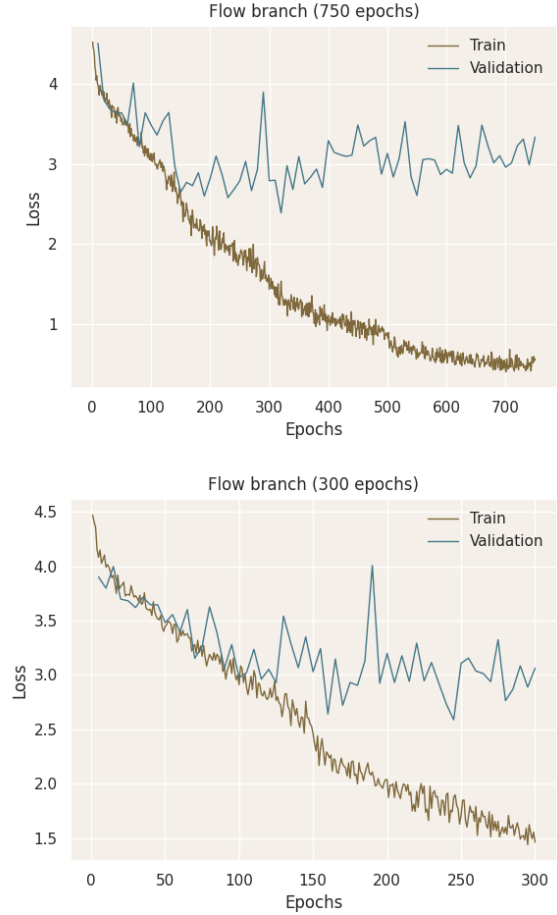 Flow branch (750 epochs)
Train
Validation
4
3
2
1
Loss
0 100 200 300 400 500 600 700
Epochs
Flow branch (300 epochs)
Train
Validation
4.5
4.0
3.5
3.0
2.5
2.0
1.5
Loss
0 50 100 150 200 250 300
Epochs